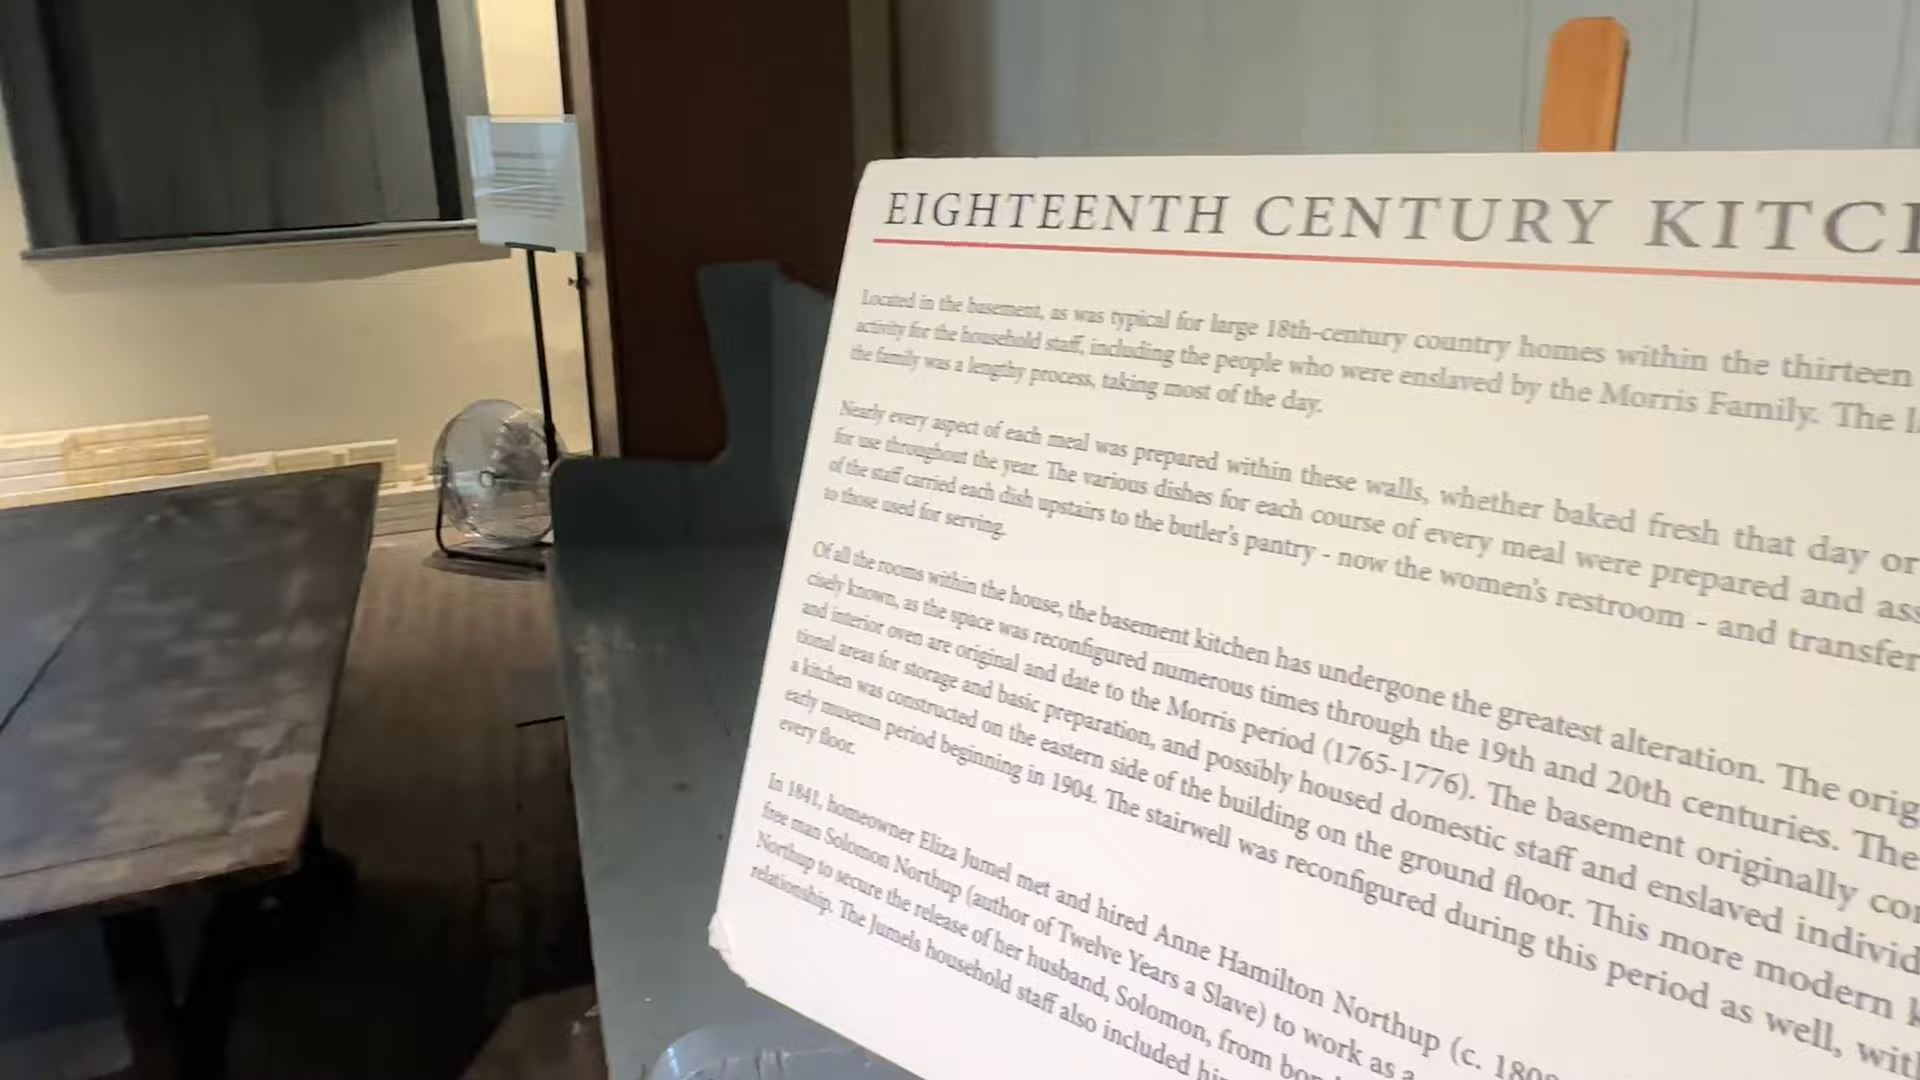 EIGHTEENTH CENTURY
Located in the basement, as was typical for large 18th-century country homes within the thirteen
activity for the household staff, including the people who were enslaved by the Morris Family. The
the family was a lengthy process, taking most of the day.
Nearly every aspect of each meal was prepared within these walls, whether baked fresh that day or
for use throughout the year. The various dishes for each course of every meal were prepared and
of the staff carried each dish upstairs to the butler's pantry - now the women's restroom - and transfer
to those used for serving.
Of all the rooms within the house, the basement kitchen has undergone the greatest alteration. The
cisely known, as the space was reconfigured numerous times through the 19th and 20th centuries. The
and interior oven are original and date to the Morris period (1765-1776). The basement originally
tional areas for storage and basic preparation, and possibly housed domestic staff and enslaved
a kitchen was constructed on the eastern side of the building on the ground floor. This more modern
early museum period beginning in 1904. The stairwell was reconfigured during this period as well,
every floor.
In 1841, homeowner Eliza Jumel met and hired Anne Hamilton Northup (c.
free man Solomon Northup (author of Twelve Years a Slave) to work as a
Northup to secure the release of her husband, Solomon, from
relationship. The Jumels household staff also included